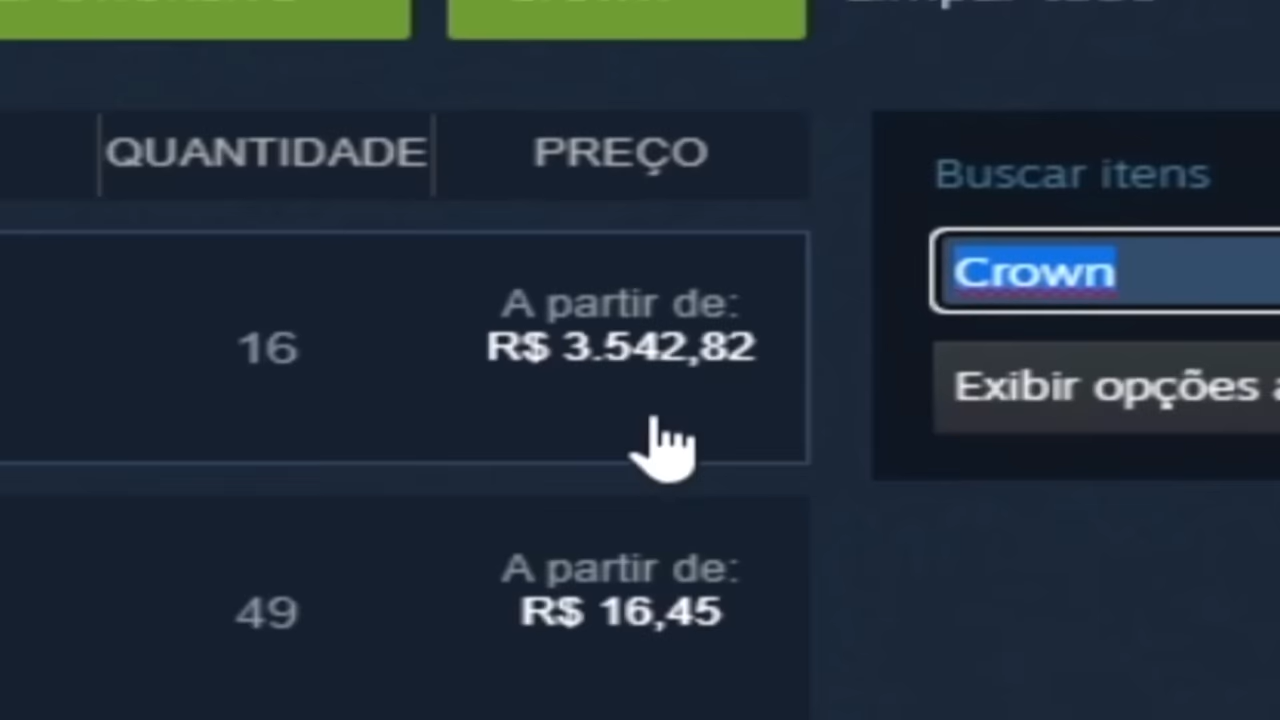 QUANTIDADE PREÇO
Buscar itens
Crown
A partir de:
16 R$ 3.542,82
Exibir opções
A partir de:
49 R$ 16,45